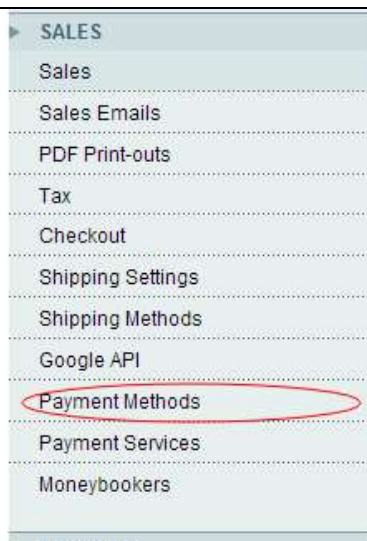 SALES
Sales
Sales Emails
PDF Print-outs
Tax
Checkout
Shipping Settings
Shipping Methods
Google API
Payment Methods
Payment Services
Moneybookers